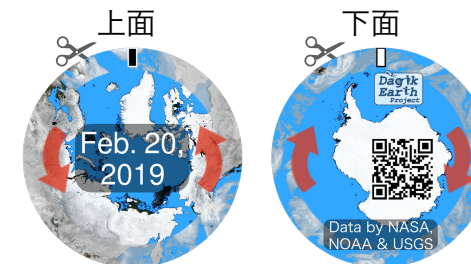 上面
下面
Feb. 20,
2019
Dagik
Earth
Project
Data by NASA,
NOAA & USGS